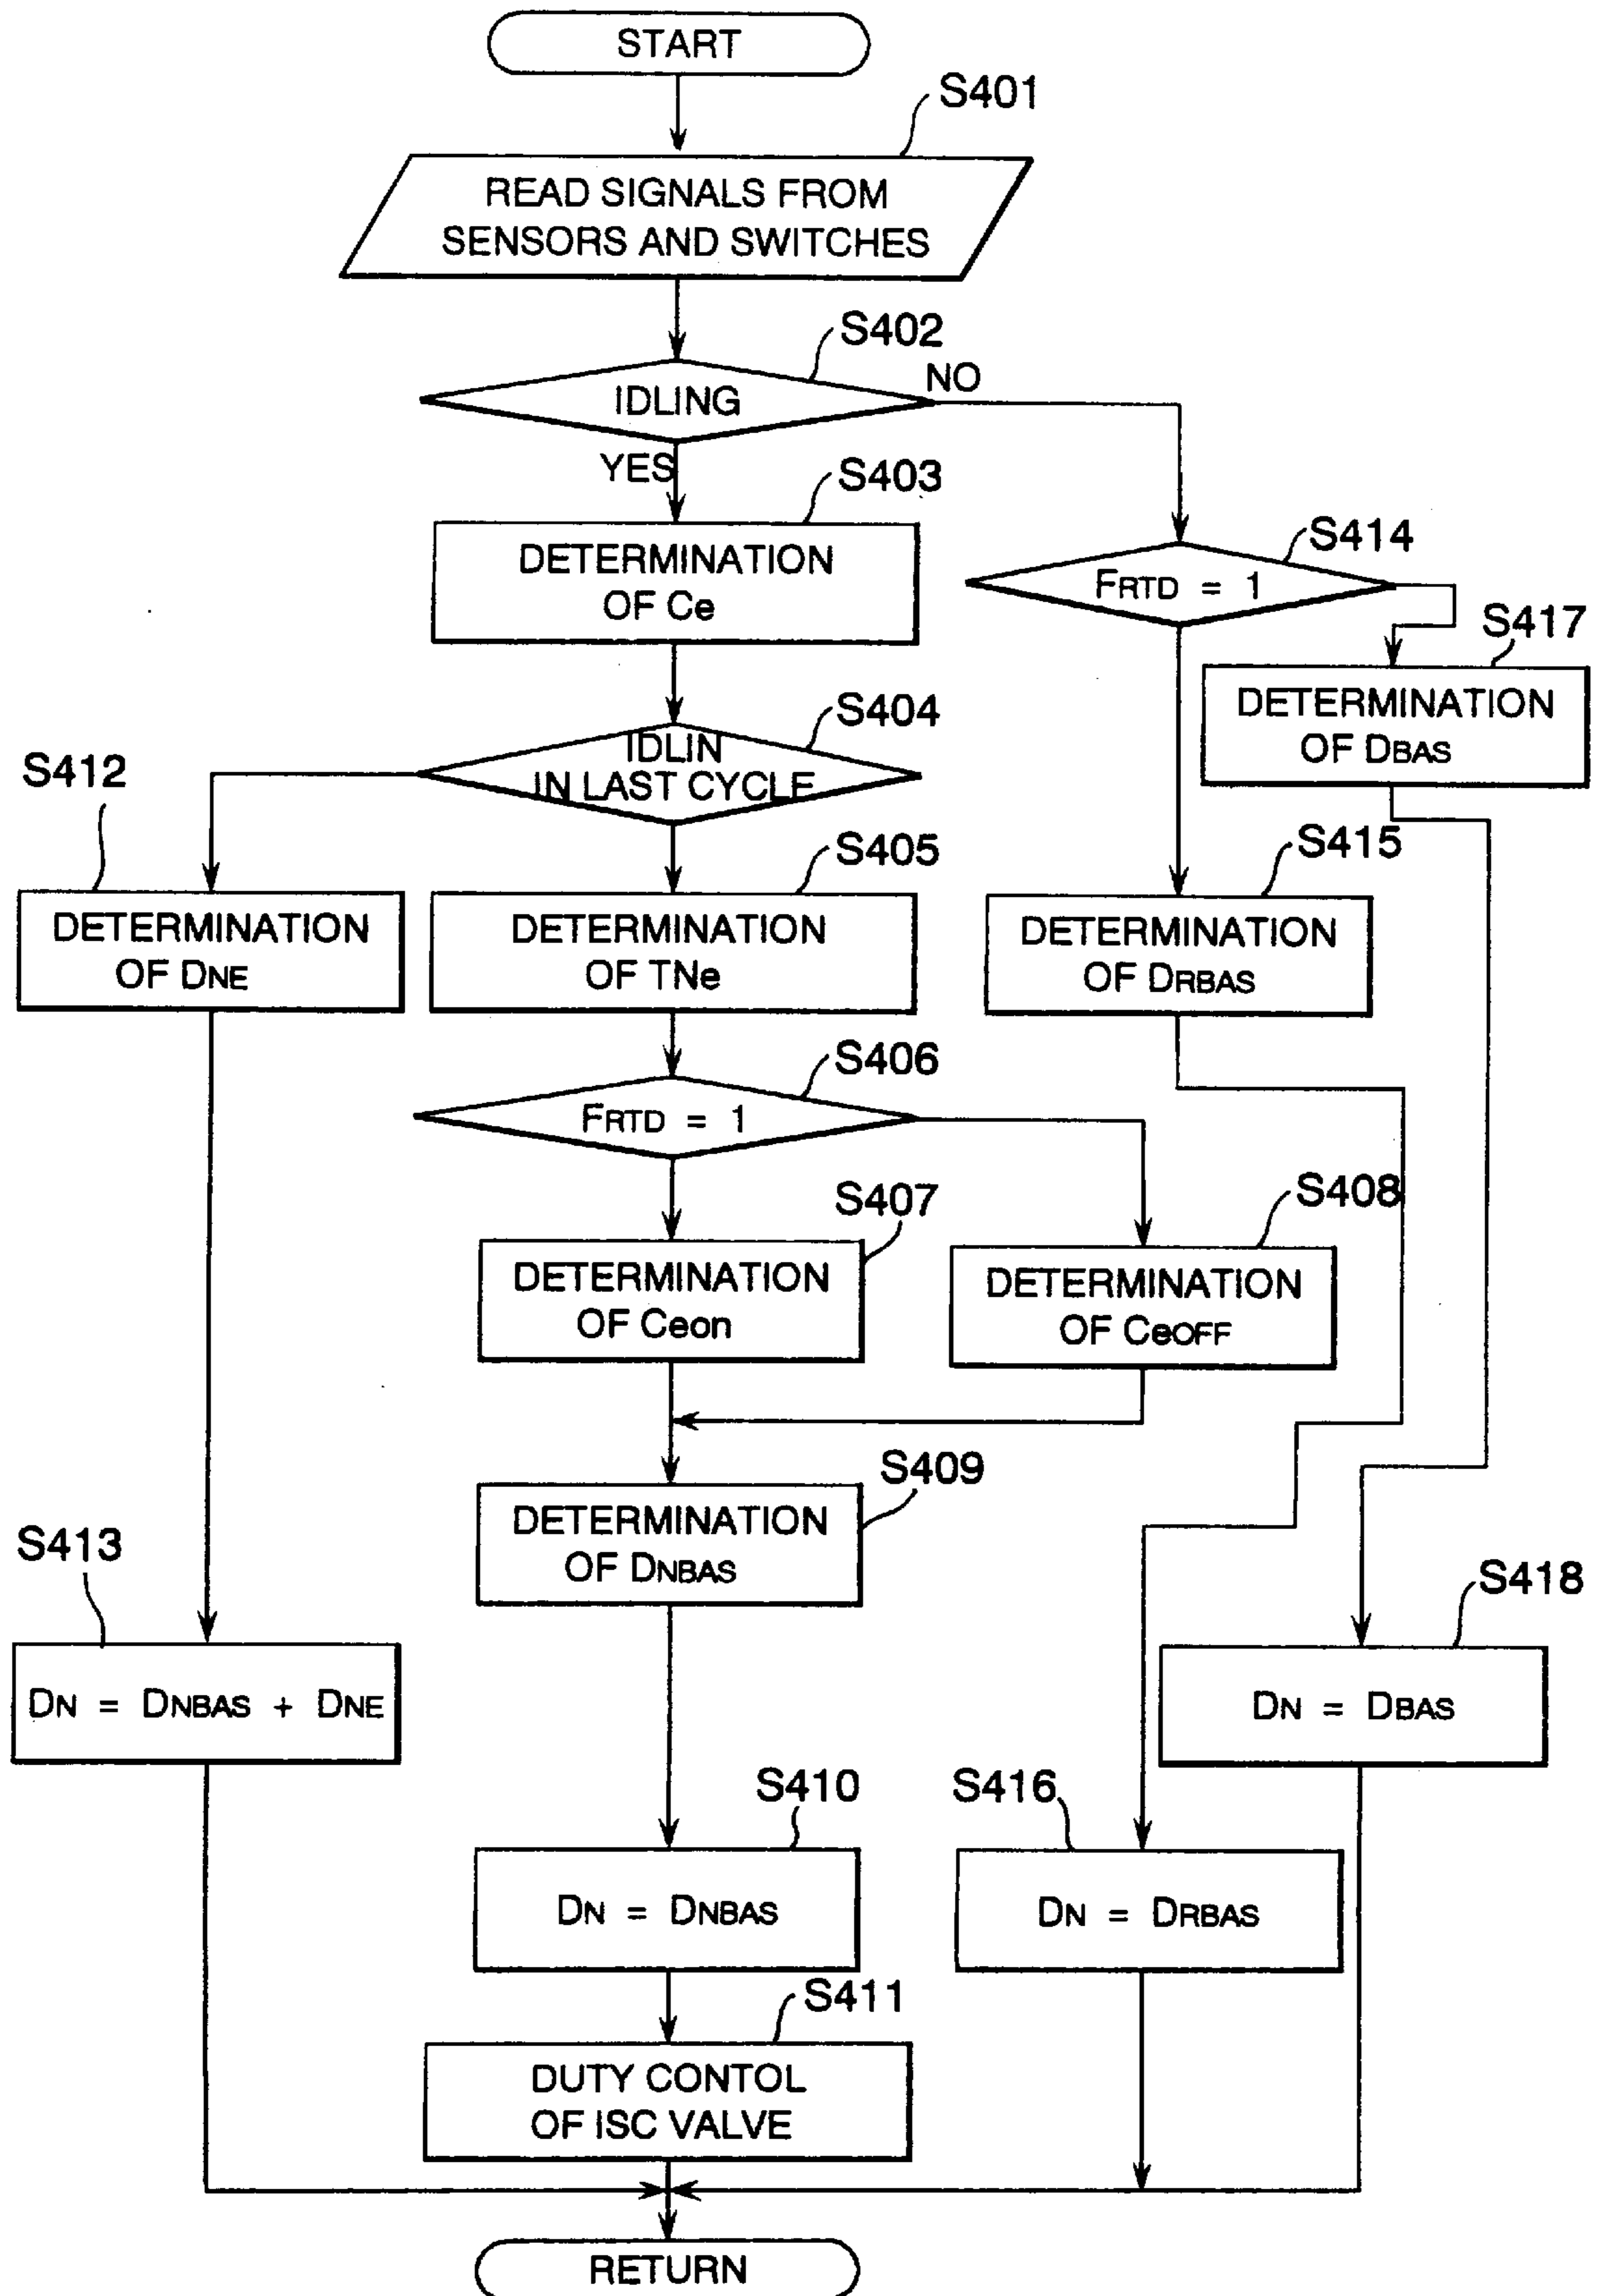 START
S401
READ SIGNALS FROM
SENSORS AND SWITCHES
S402
IDLING
NO
YES
S403
DETERMINATION
OF Ce
S414
FRTD = 1
S417
DETERMINATION
OF DBAS
S404
IDLIN
IN LAST CYCLE
S412
DETERMINATION
OF DNE
S405
DETERMINATION
OF TNe
S415
DETERMINATION
OF DRBAS
S406
FRTD = 1
S407
DETERMINATION
OF Ceon
S408
DETERMINATION
OF CeOFF
S409
DETERMINATION
OF DNBAS
S413
DN = DNBAS + DNE
S418
DN = DBAS
S410
DN = DNBAS
S416
DN = DRBAS
S411
DUTY CONTOL
OF ISC VALVE
RETURN